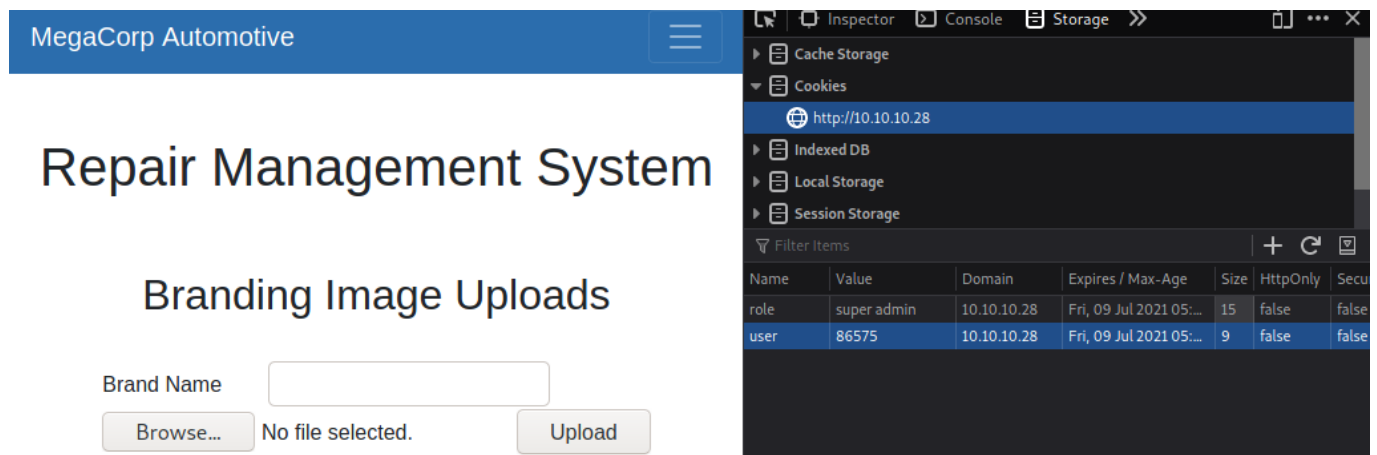 MegaCorp Automotive
Repair Management System
Branding Image Uploads
Brand Name
Browse... No file selected. Upload
Inspector Console Storage
Cache Storage
Cookies
http://10.10.10.28
Indexed DB
Local Storage
Session Storage
Filter Items
Name Value Domain Expires / Max-Age Size HttpOnly Secu
role super admin 10.10.10.28 Fri, 09 Jul 2021 05:... 15 false false
user 86575 10.10.10.28 Fri, 09 Jul 2021 05:... 9 false false